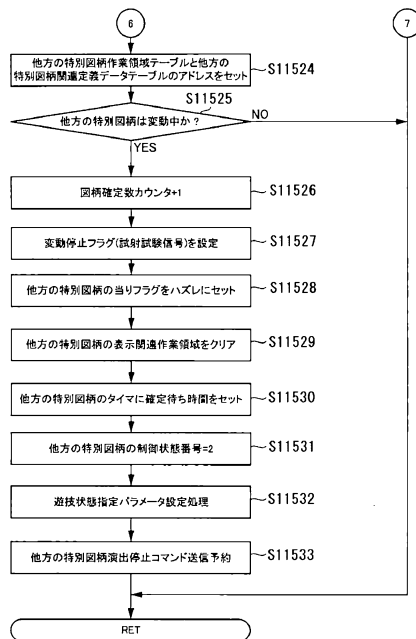 6
7
他方の特別図柄作業領域テーブルと他方の
特別図柄関連定義データテーブルのアドレスをセット
S11524
S11525
他方の特別図柄は変動中か？
NO
YES
図柄確定数カウンタ+1
S11526
変動停止フラグ(試射試験信号)を設定
S11527
他方の特別図柄の当りフラグをハズレにセット
S11528
他方の特別図柄の表示関連作業領域をクリア
S11529
他方の特別図柄のタイマに確定待ち時間をセット
S11530
他方の特別図柄の制御状態番号=2
S11531
遊技状態指定パラメータ設定処理
S11532
他方の特別図柄演出停止コマンド送信予約
S11533
RET